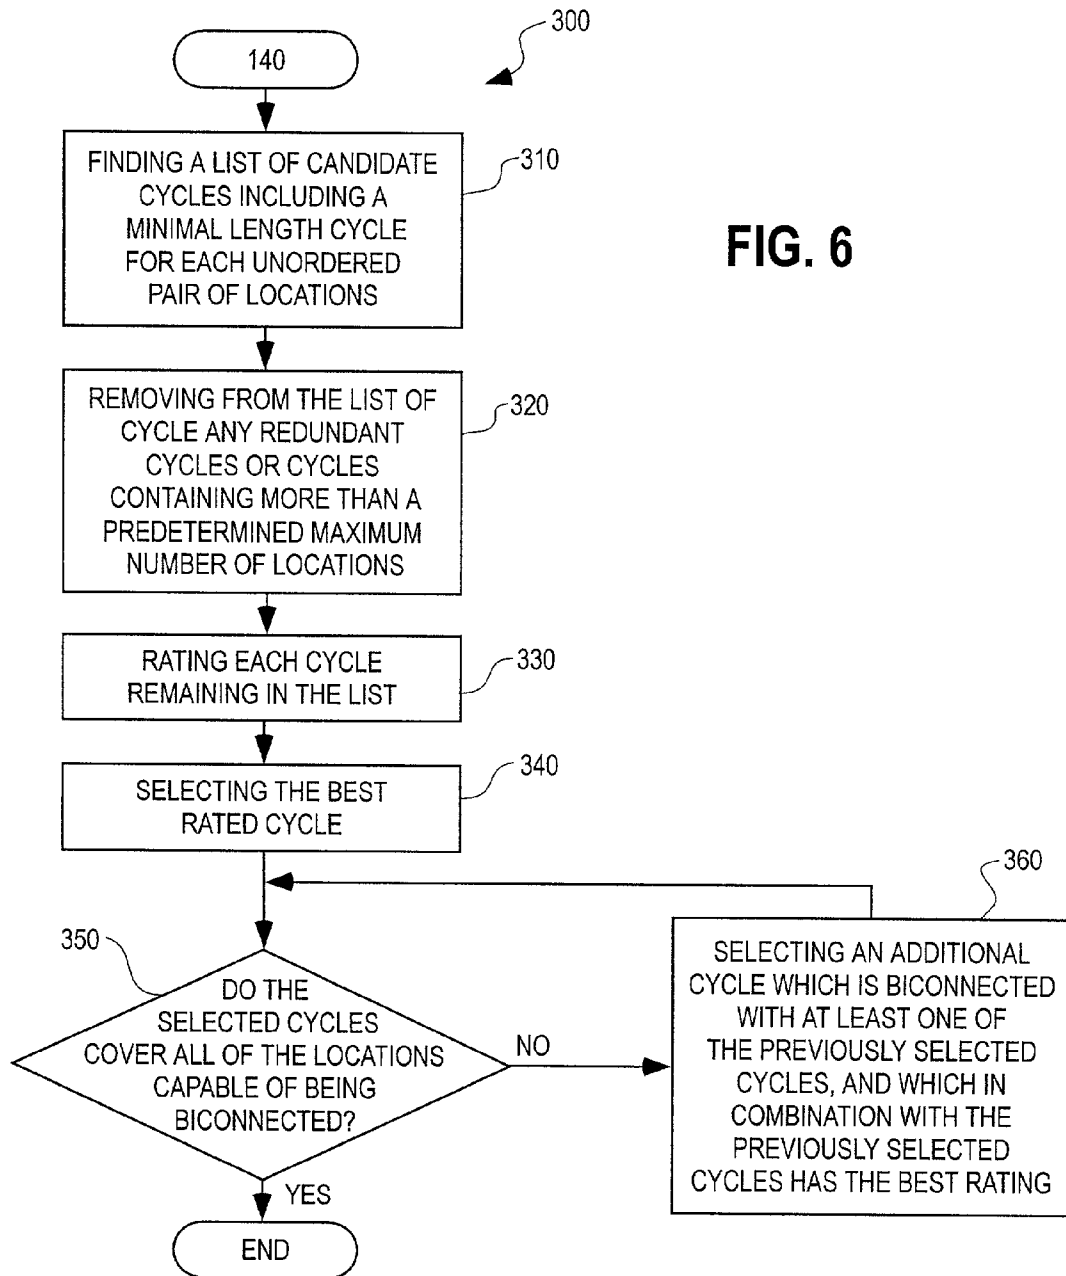 300
140
FINDING A LIST OF CANDIDATE
CYCLES INCLUDING A
MINIMAL LENGTH CYCLE
FOR EACH UNORDERED
PAIR OF LOCATIONS
310
FIG. 6
REMOVING FROM THE LIST OF
CYCLE ANY REDUNDANT
CYCLES OR CYCLES
CONTAINING MORE THAN A
PREDETERMINED MAXIMUM
NUMBER OF LOCATIONS
320
RATING EACH CYCLE
REMAINING IN THE LIST
330
SELECTING THE BEST
RATED CYCLE
340
350
DO THE
SELECTED CYCLES
COVER ALL OF THE LOCATIONS
CAPABLE OF BEING
BICONNECTED?
NO
360
SELECTING AN ADDITIONAL
CYCLE WHICH IS BICONNECTED
WITH AT LEAST ONE OF
THE PREVIOUSLY SELECTED
CYCLES, AND WHICH IN
COMBINATION WITH THE
PREVIOUSLY SELECTED
CYCLES HAS THE BEST RATING
YES
END